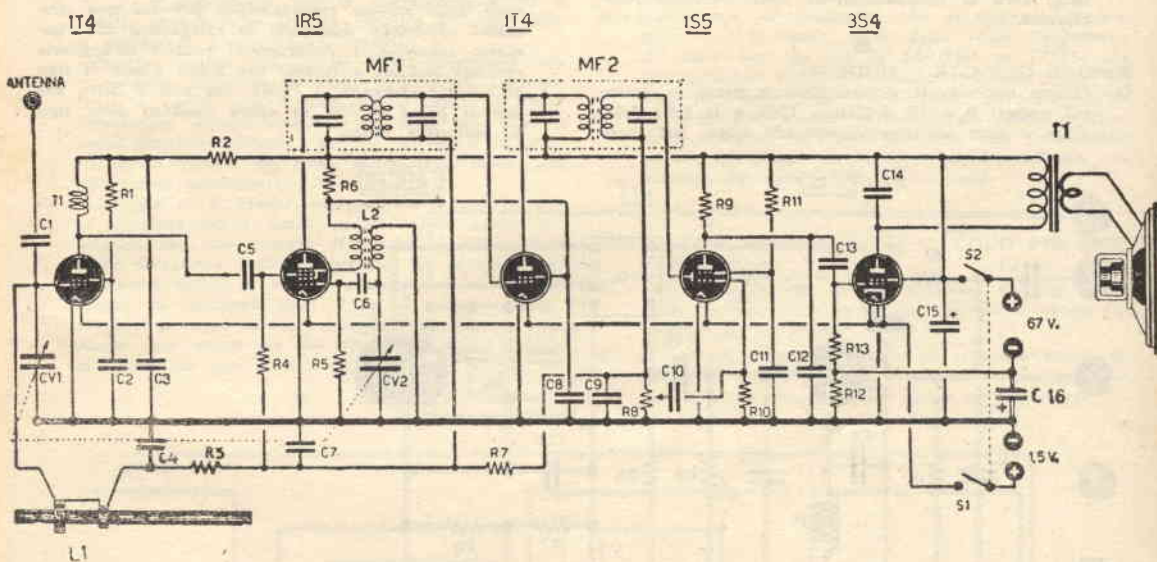 1T4
1R5
1T4
1S5
3S4
ANTENNA
MF1
MF2
T1
R2
C14
T1
R1
R6
R9
R11
C1
L2
C13
S2
C5
C6
C15
+
67 V.
R4
R5
R13
CV1
C2
C3
CV2
C8
C9
C10
C11
C12
R12
C16
+
R8
R10
C4
R3
C7
R7
1,5 V.
S1
L1